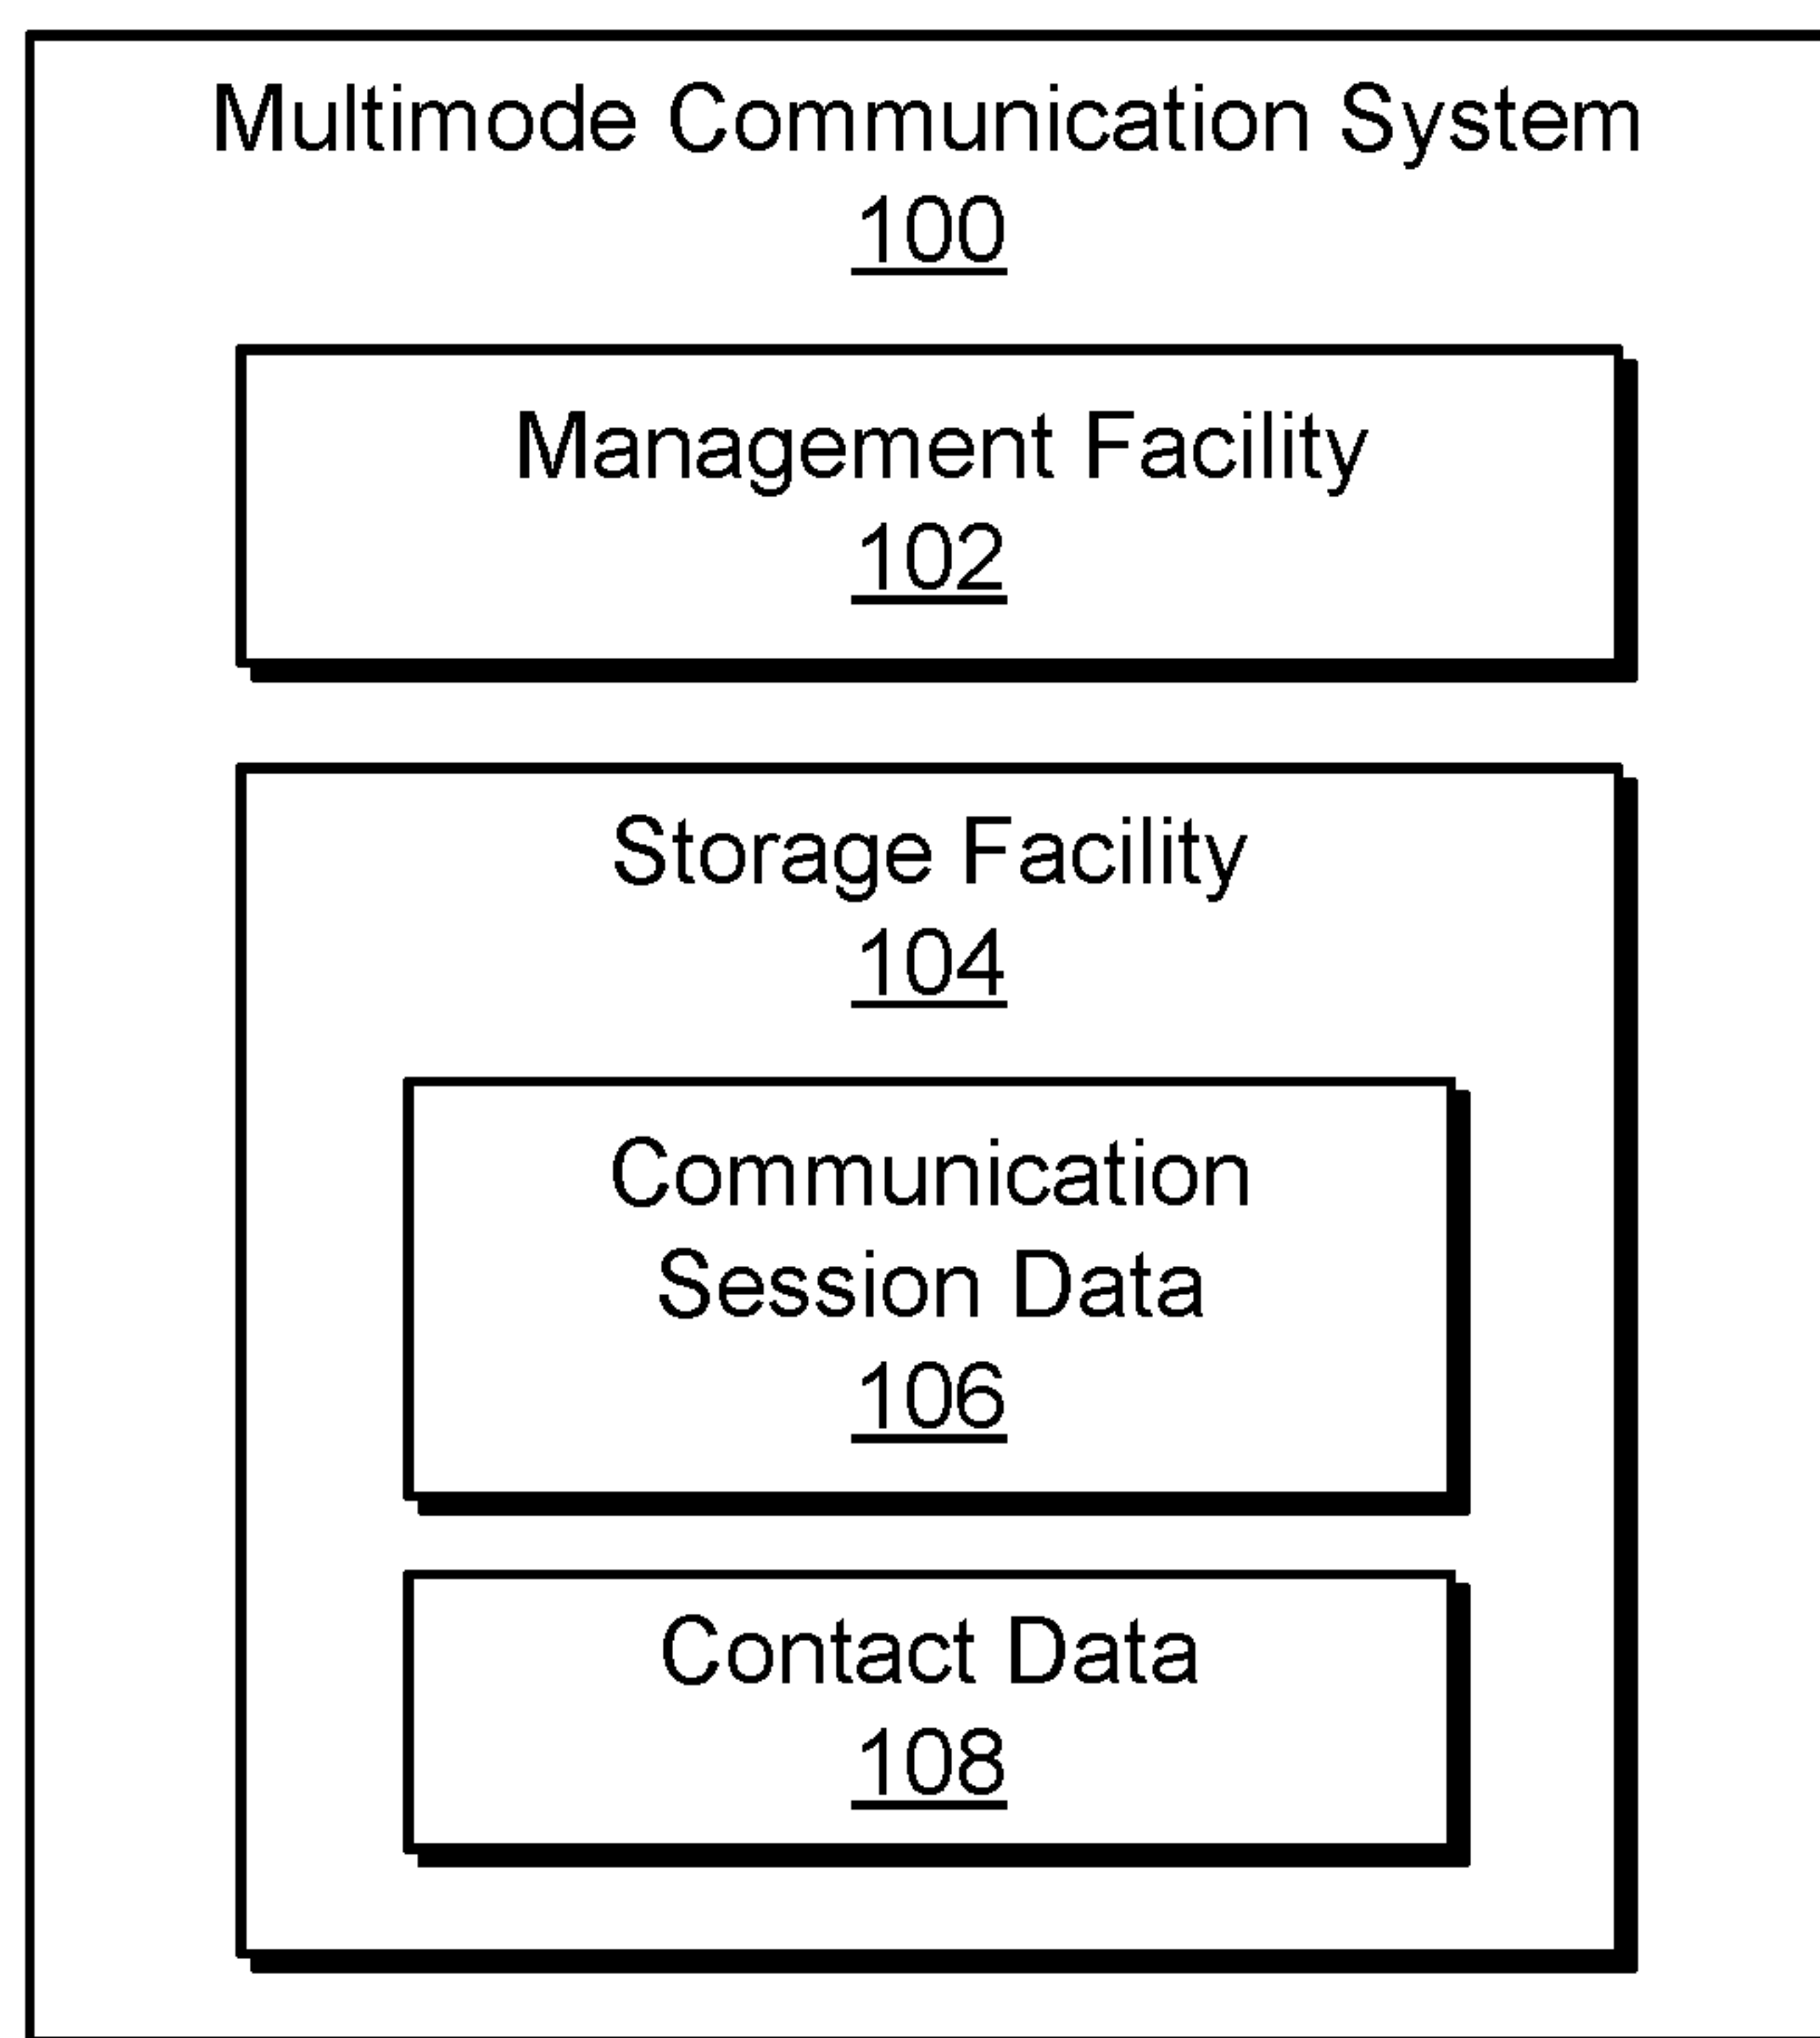 Multimode Communication System
100
Management Facility
102
Storage Facility
104
Communication
Session Data
106
Contact Data
108